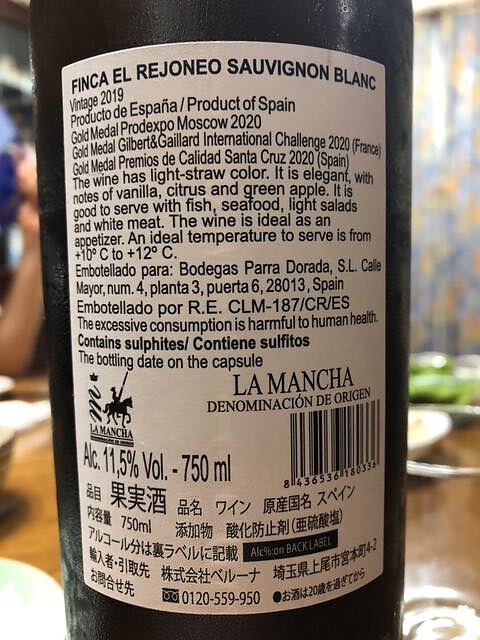 FINCA EL REJONEO SAUVIGNON BLANC
Vintage 2019
Producto de España / Product of Spain
Gold Medal Prodexpo Moscow 2020
Gold Medal Gilbert&Gaillard International Challenge 2020 (France)
Gold Medal Premios de Calidad Santa Cruz 2020 (Spain)
The wine has light-straw color. It is elegant, with
notes of vanilla, citrus and green apple. It is
good to serve with fish, seafood, light salads
and white meat. The wine is ideal as an
appetizer. An ideal temperature to serve is from
+10° C to +12° C.
Embotellado para: Bodegas Parra Dorada, S.L. Calle
Mayor, num. 4, planta 3, puerta 6, 28013, Spain
Embotellado por R.E. CLM-187/CR/ES
The excessive consumption is harmful to human health.
Contains sulphites/ Contiene sulfitos
The bottling date on the capsule
m
LA MANCHA
LA MANCHA
DENOMINACIÓN DE ORIGEN
8 436536 180336
Alc. 11,5% Vol. - 750 ml
品目 果実酒 品名 ワイン 原産国名 スペイン
内容量 750ml 添加物 酸化防止剤(亜硫酸塩)
アルコール分は裏ラベルに記載 Alc%:on BACK LABEL
輸入者・引取先 株式会社ベルーナ 埼玉県上尾市宮本町4-2
お問合せ先 0120-559-950 ●お酒は20歳を過ぎてから